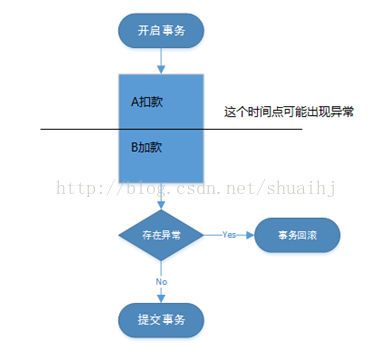 开启事务
A扣款
这个时间点可能出现异常
B加款
http://blog.csdn.net/shuaihj
存在异常
Yes
事务回滚
No
提交事务